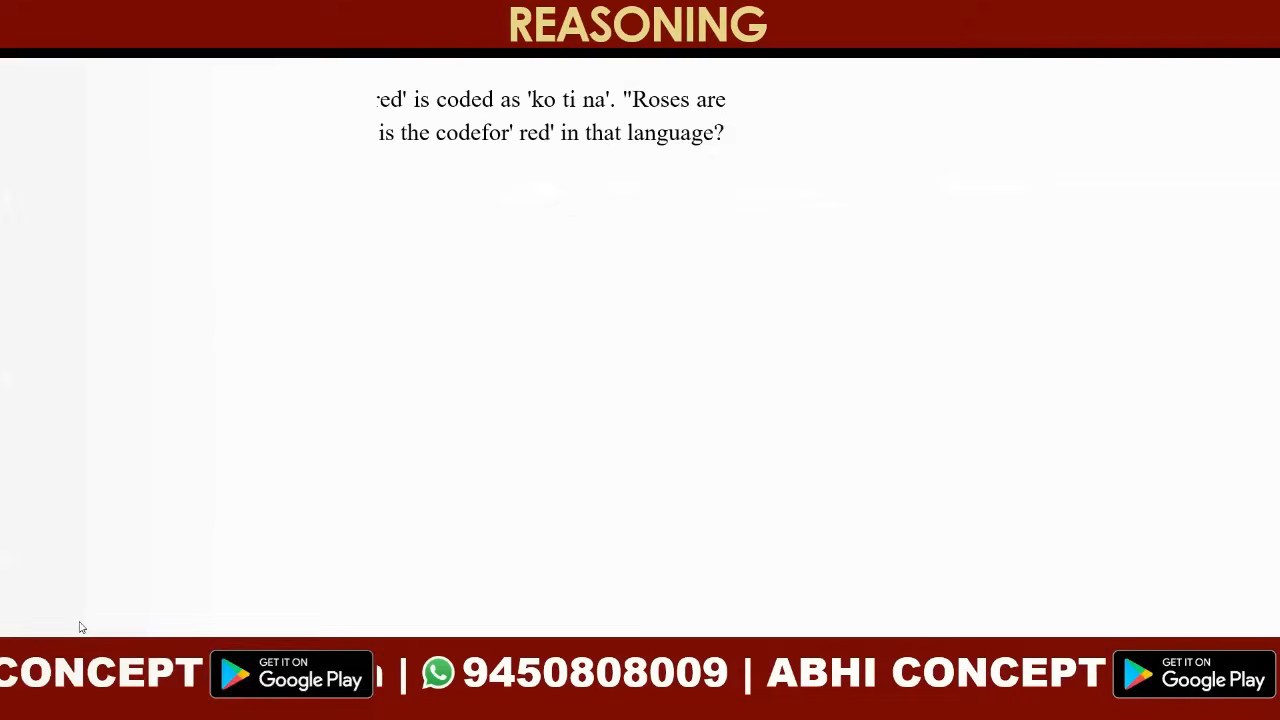 REASONING
red' is coded as 'ko ti na'. "Roses are
is the codefor' red' in that language?
CONCEPT GET IT ON Google Play | 9450808009 | ABHI CONCEPT GET IT ON Google Play